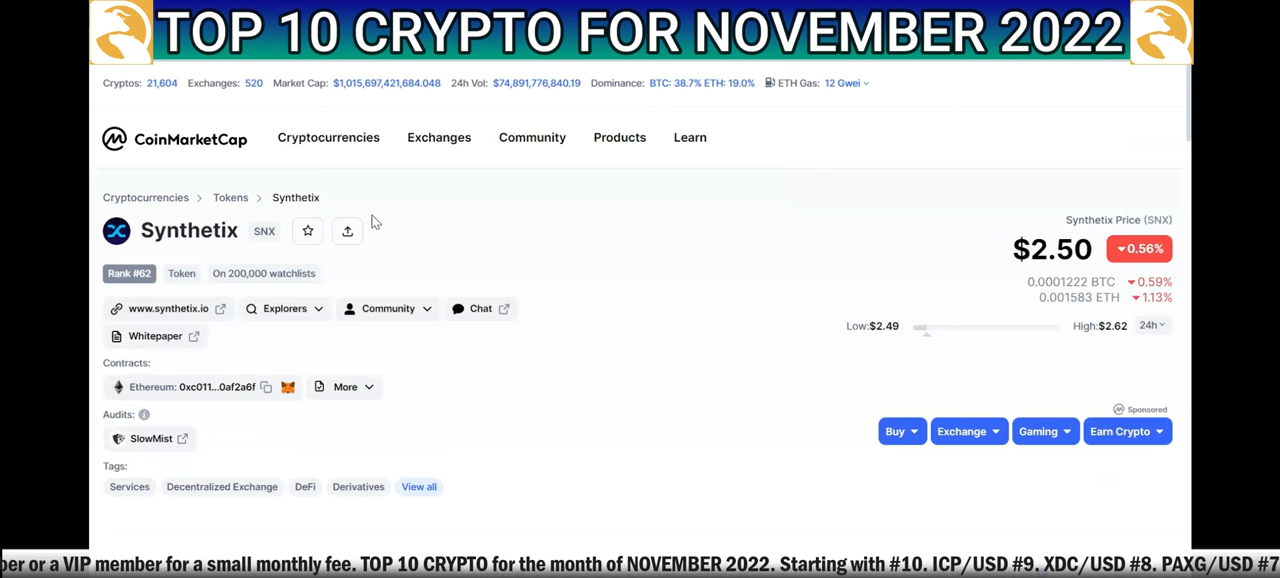 TOP 10 CRYPTO FOR NOVEMBER 2022
Cryptos: 21,604 Exchanges: 520 Market Cap: $1,015,697,421,684.048 24h Vol: $74,891,776,840.19 Dominance: BTC: 38.7% ETH: 19.0% ETH Gas: 12 Gwei
CoinMarketCap Cryptocurrencies Exchanges Community Products Learn
Cryptocurrencies > Tokens > Synthetix
Synthetix SNX
Synthetix Price (SNX)
$2.50 0.56%
Rank #62 Token On 200,000 watchlists
0.0001222 BTC 0.59%
0.001583 ETH 1.13%
www.synthetix.io Explorers Community Chat
Low:$2.49 High:$2.62 24h
Whitepaper
Contracts:
Ethereum: 0xc011...0af2a6f More
Audits:
Sponsored
SlowMist
Buy Exchange Gaming Earn Crypto
Tags:
Services Decentralized Exchange DeFi Derivatives View all
ber or a VIP member for a small monthly fee. TOP 10 CRYPTO for the month of NOVEMBER 2022. Starting with #10. ICP/USD #9. XDC/USD #8. PAXG/USD #7